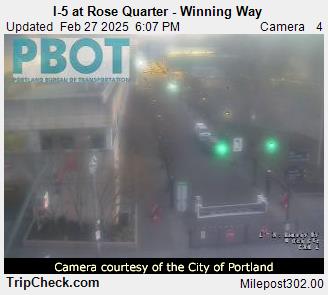 I-5 at Rose Quarter - Winning Way
Updated Feb 27 2025 6:07 PM Camera 4
PBOT
PORTLAND BUREAU OF TRANSPORTATION
Camera courtesy of the City of Portland
TripCheck.com Milepost302.00